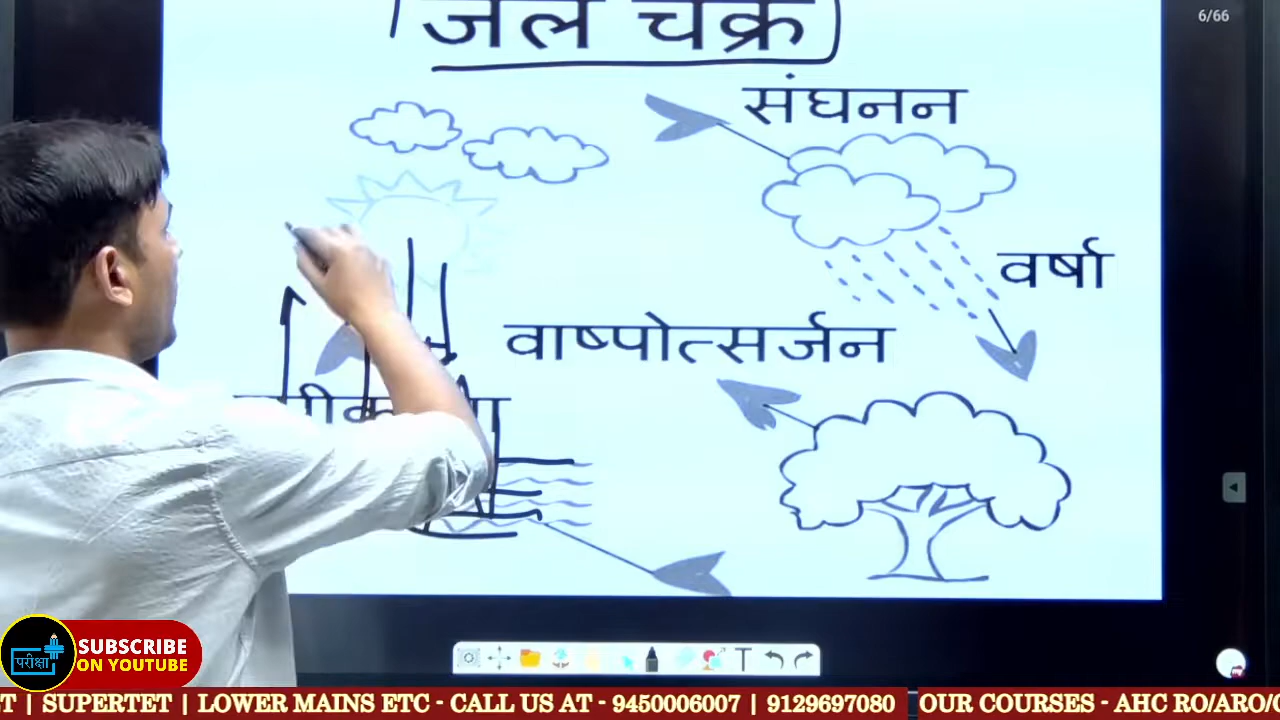 जल चक्र
6/66
संघनन
वर्षा
वाष्पोत्सर्जन
परीक्षा
SUBSCRIBE
ON YOUTUBE
T | SUPERTET | LOWER MAINS ETC - CALL US AT - 9450006007 | 9129697080 OUR COURSES - AHC RO/ARO/